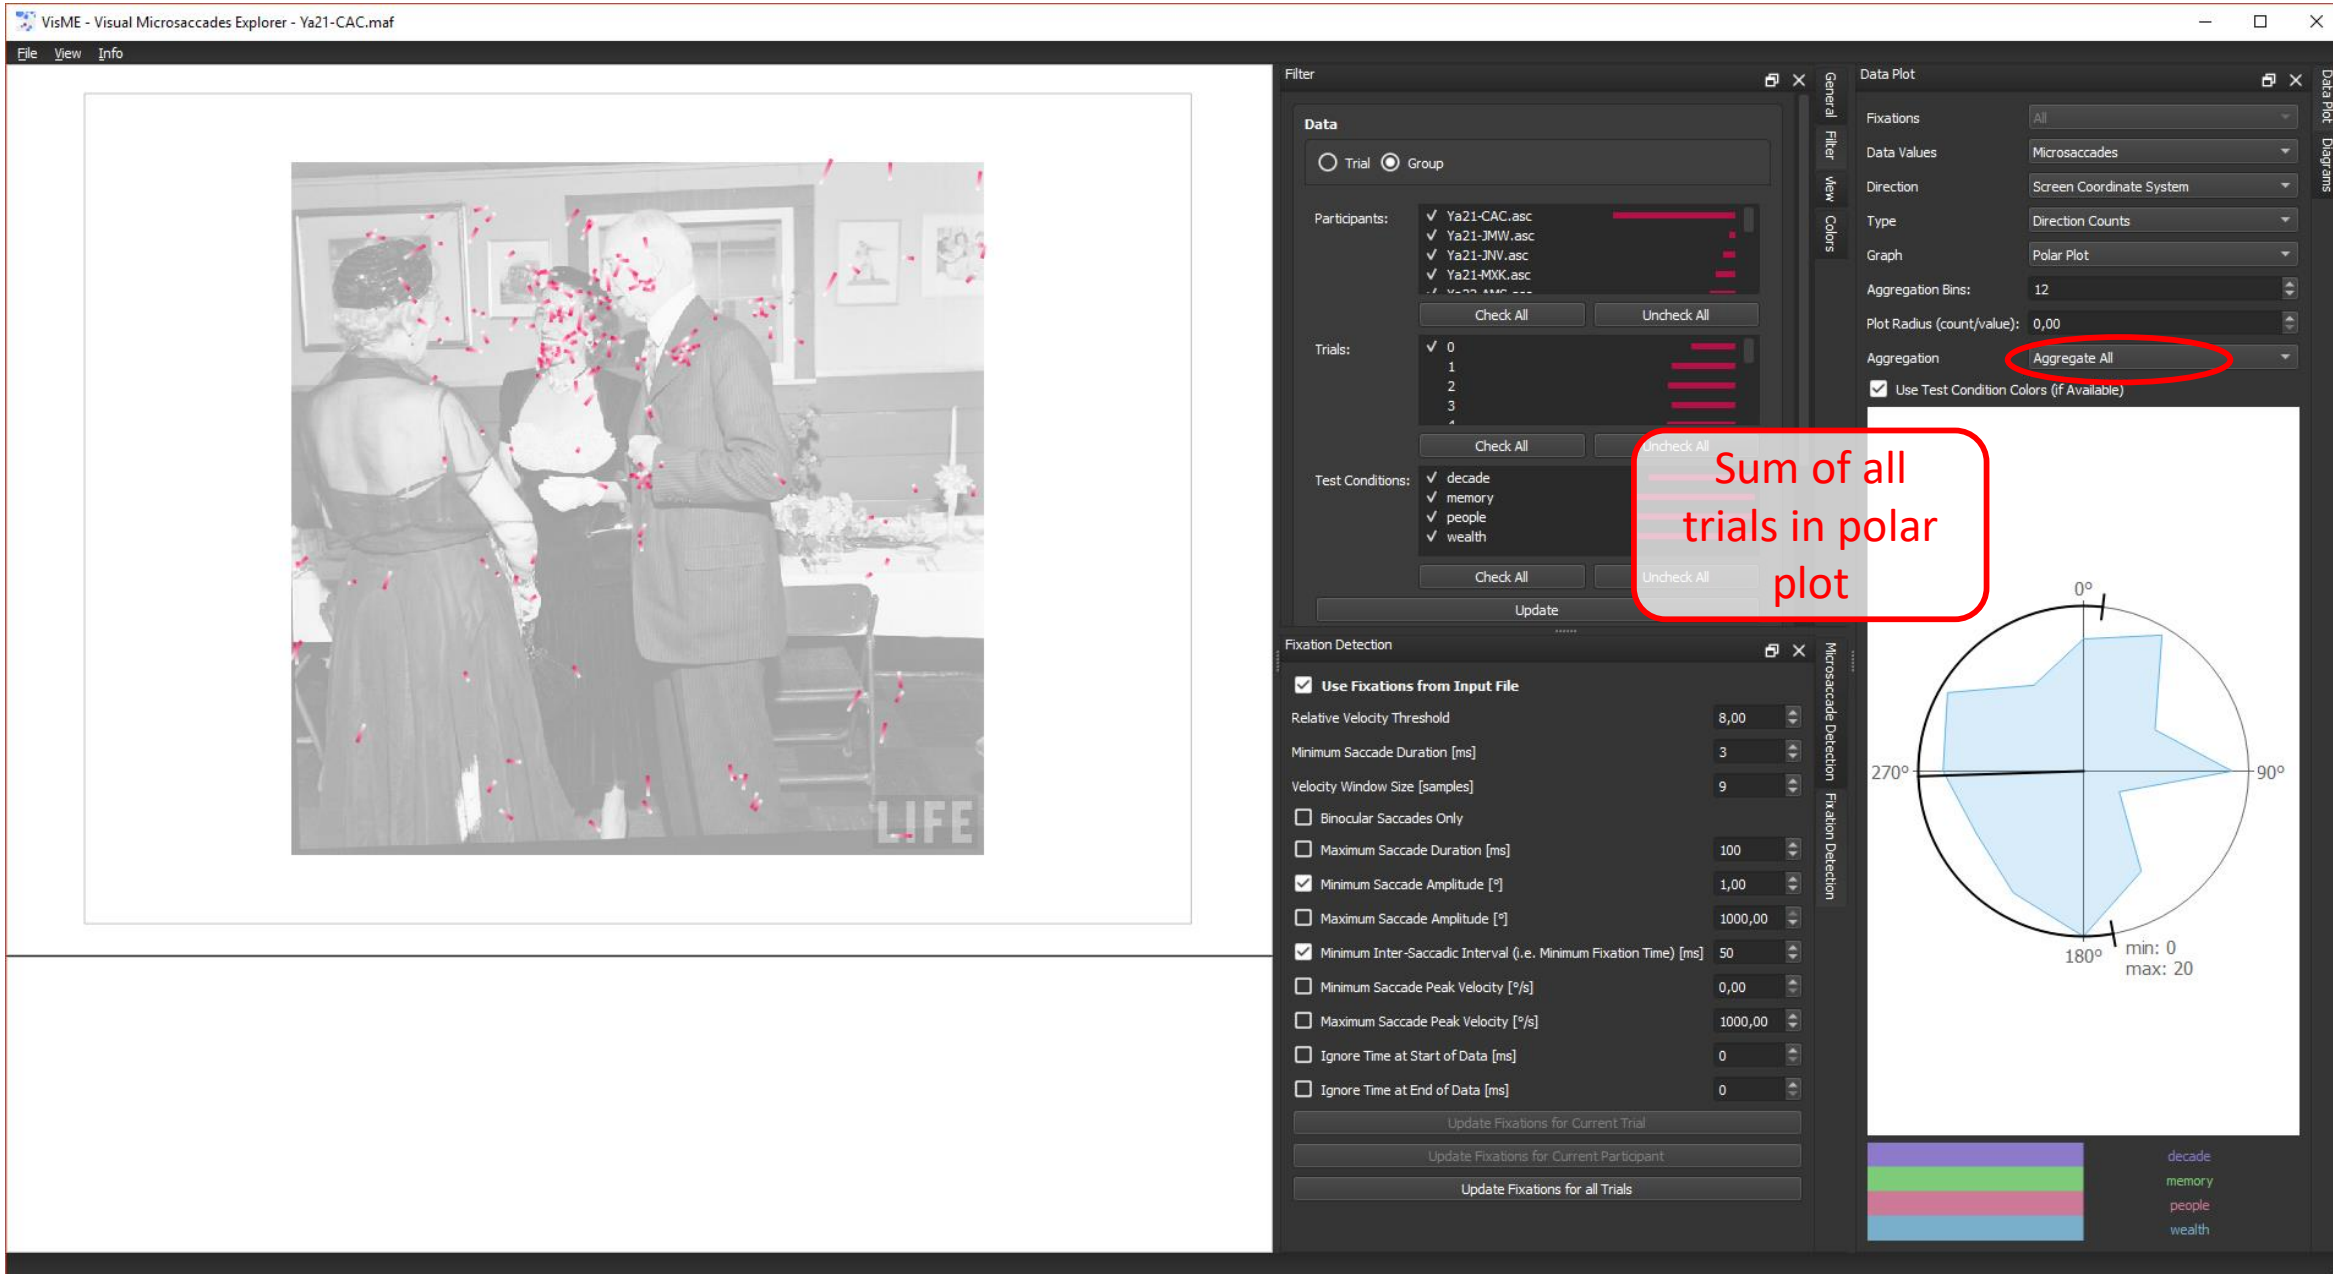 VisME - Visual Microsaccades Explorer - Ya21-CAC.maf
File View Info
Filter
Data
Trial Group
Participants:
Ya21-CAC.asc
Ya21-JMW.asc
Ya21-JNV.asc
Ya21-MXK.asc
Check All Uncheck All
Trials:
0
1
2
3
Check All Uncheck All
Test Conditions:
decade
memory
people
wealth
Check All Uncheck All
Update
General
Filter
View
Colors
Fixation Detection
Use Fixations from Input File
Relative Velocity Threshold 8,00
Minimum Saccade Duration [ms] 3
Velocity Window Size [samples] 9
Binocular Saccades Only
Maximum Saccade Duration [ms] 100
Minimum Saccade Amplitude [°] 1,00
Maximum Saccade Amplitude [°] 1000,00
Minimum Inter-Saccadic Interval (i.e. Minimum Fixation Time) [ms] 50
Minimum Saccade Peak Velocity [°/s] 0,00
Maximum Saccade Peak Velocity [°/s] 1000,00
Ignore Time at Start of Data [ms] 0
Ignore Time at End of Data [ms] 0
Update Fixations for Current Trial
Update Fixations for Current Participant
Update Fixations for all Trials
Microsaccade Detection
Fixation Detection
Data Plot
Fixations All
Data Values Microsaccades
Direction Screen Coordinate System
Type Direction Counts
Graph Polar Plot
Aggregation Bins: 12
Plot Radius (count/value): 0,00
Aggregation Aggregate All
Use Test Condition Colors (if Available)
Sum of all
trials in polar
plot
0°
270°
90°
180°
min: 0
max: 20
decade
memory
people
wealth
Data Plot
Diagrams
LIFE